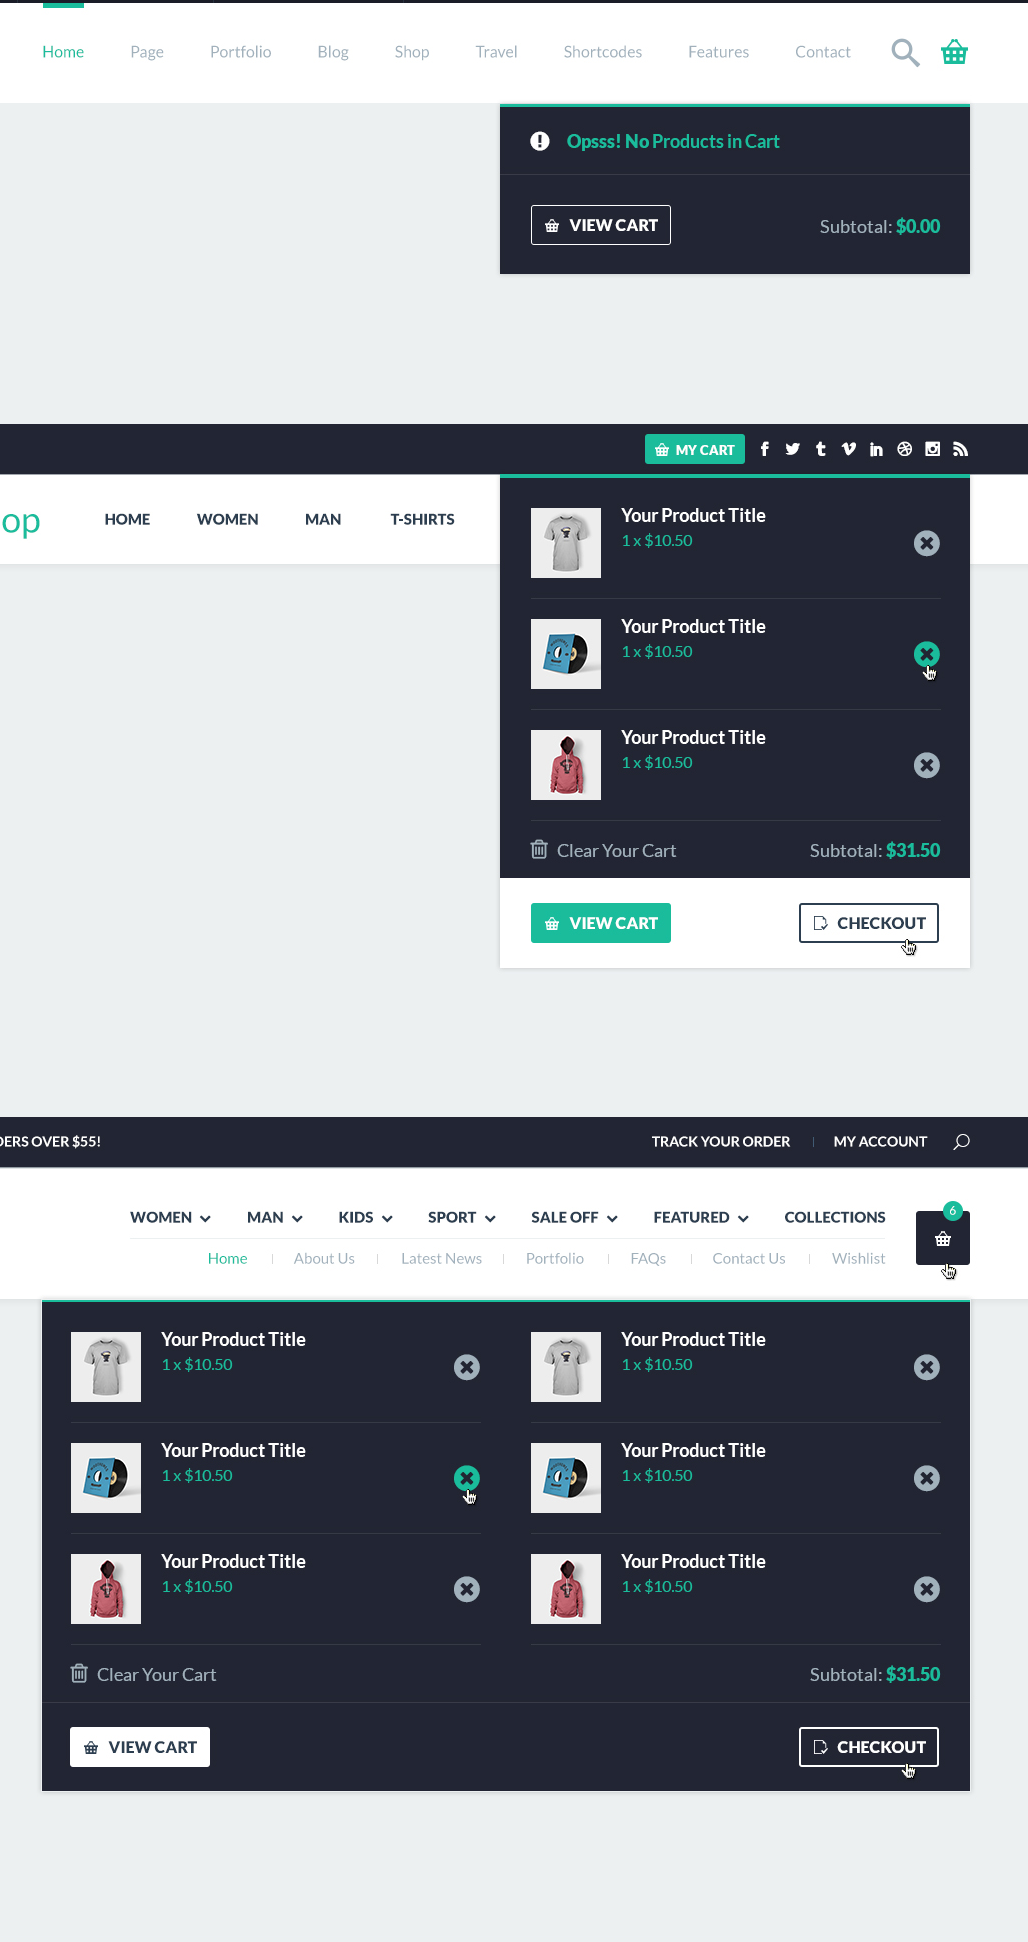 Home Page Portfolio Blog Shop Travel Shortcodes Features Contact
Opsss! No Products in Cart
VIEW CART Subtotal: $0.00
MY CART
op HOME WOMEN MAN T-SHIRTS
Your Product Title
1 x $10.50
Your Product Title
1 x $10.50
Your Product Title
1 x $10.50
Clear Your Cart Subtotal: $31.50
VIEW CART CHECKOUT
DERS OVER $55! TRACK YOUR ORDER MY ACCOUNT
6
WOMEN MAN KIDS SPORT SALE OFF FEATURED COLLECTIONS
Home About Us Latest News Portfolio FAQs Contact Us Wishlist
Your Product Title Your Product Title
1 x $10.50 1 x $10.50
Your Product Title Your Product Title
1 x $10.50 1 x $10.50
Your Product Title Your Product Title
1 x $10.50 1 x $10.50
Clear Your Cart Subtotal: $31.50
VIEW CART CHECKOUT